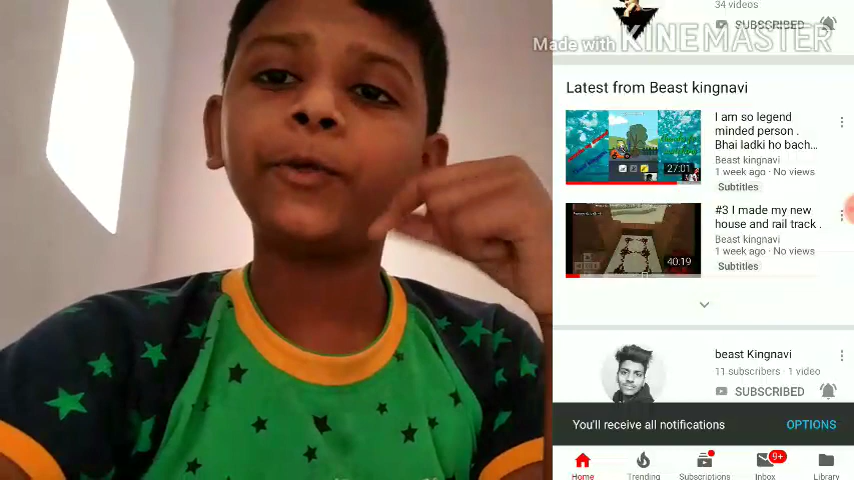 34 videos
SUBSCRIBED
Made with KINEMASTER
Latest from Beast kingnavi
I am so legend
minded person .
Bhai ladki ho bach...
Beast kingnavi
1 week ago · No views
Subtitles
27:01
#3 I made my new
house and rail track .
Beast kingnavi
1 week ago · No views
Subtitles
40:19
beast Kingnavi
11 subscribers · 1 video
SUBSCRIBED
You'll receive all notifications
OPTIONS
9+
Home
Trending
Subscriptions
Inbox
Library